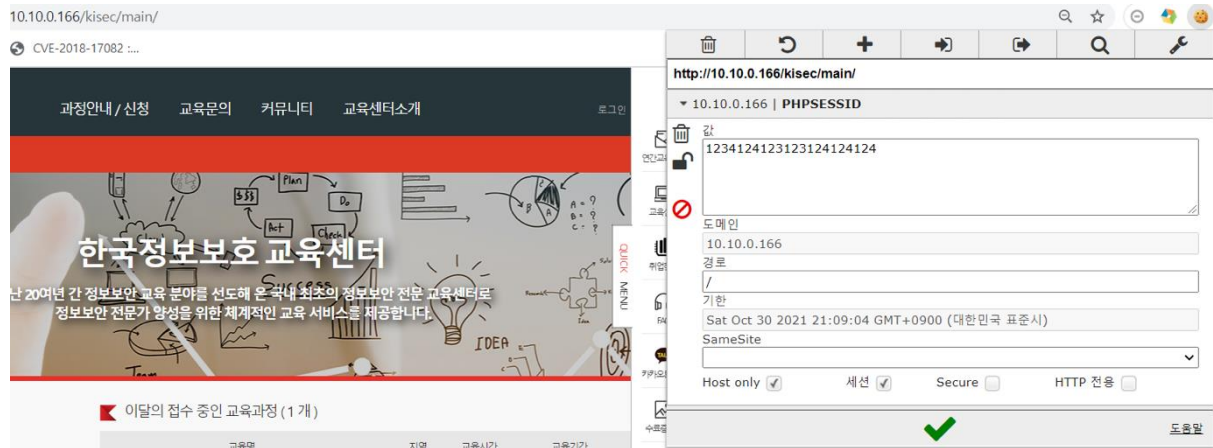 10.10.0.166/kisec/main/
CVE-2018-17082 :...
과정안내 / 신청 교육문의 커뮤니티 교육센터소개 로그인
Plan
Do
Check
Act
$$$
A = ?
B = ?
C = ?
한국정보보호 교육센터
Success
난 20여년 간 정보보안 교육 분야를 선도해 온 국내 최초의 정보보안 전문 교육센터로
정보보안 전문가 양성을 위한 체계적인 교육 서비스를 제공합니다.
IDEA
Team
QUICK MENU
이달의 접수 중인 교육과정 ( 1 개 )
교육명 지역 교육시간 교육기간
http://10.10.0.166/kisec/main/
10.10.0.166 | PHPSESSID
값
1234124123123124124124
도메인
10.10.0.166
경로
/
기한
Sat Oct 30 2021 21:09:04 GMT+0900 (대한민국 표준시)
SameSite
Host only 세션 Secure HTTP 전용
도움말